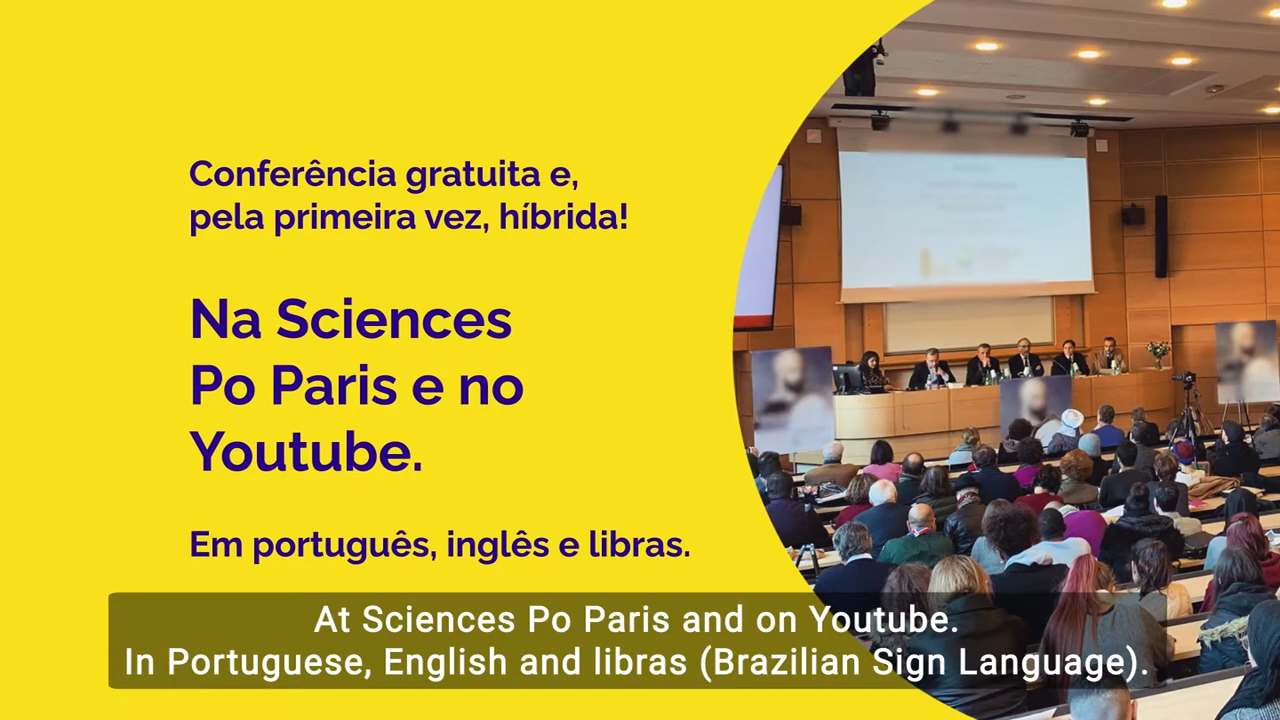 Conferência gratuita e,
pela primeira vez, híbrida!
Na Sciences
Po Paris e no
Youtube.
Em português, inglês e libras.
At Sciences Po Paris and on Youtube.
In Portuguese, English and libras (Brazilian Sign Language).